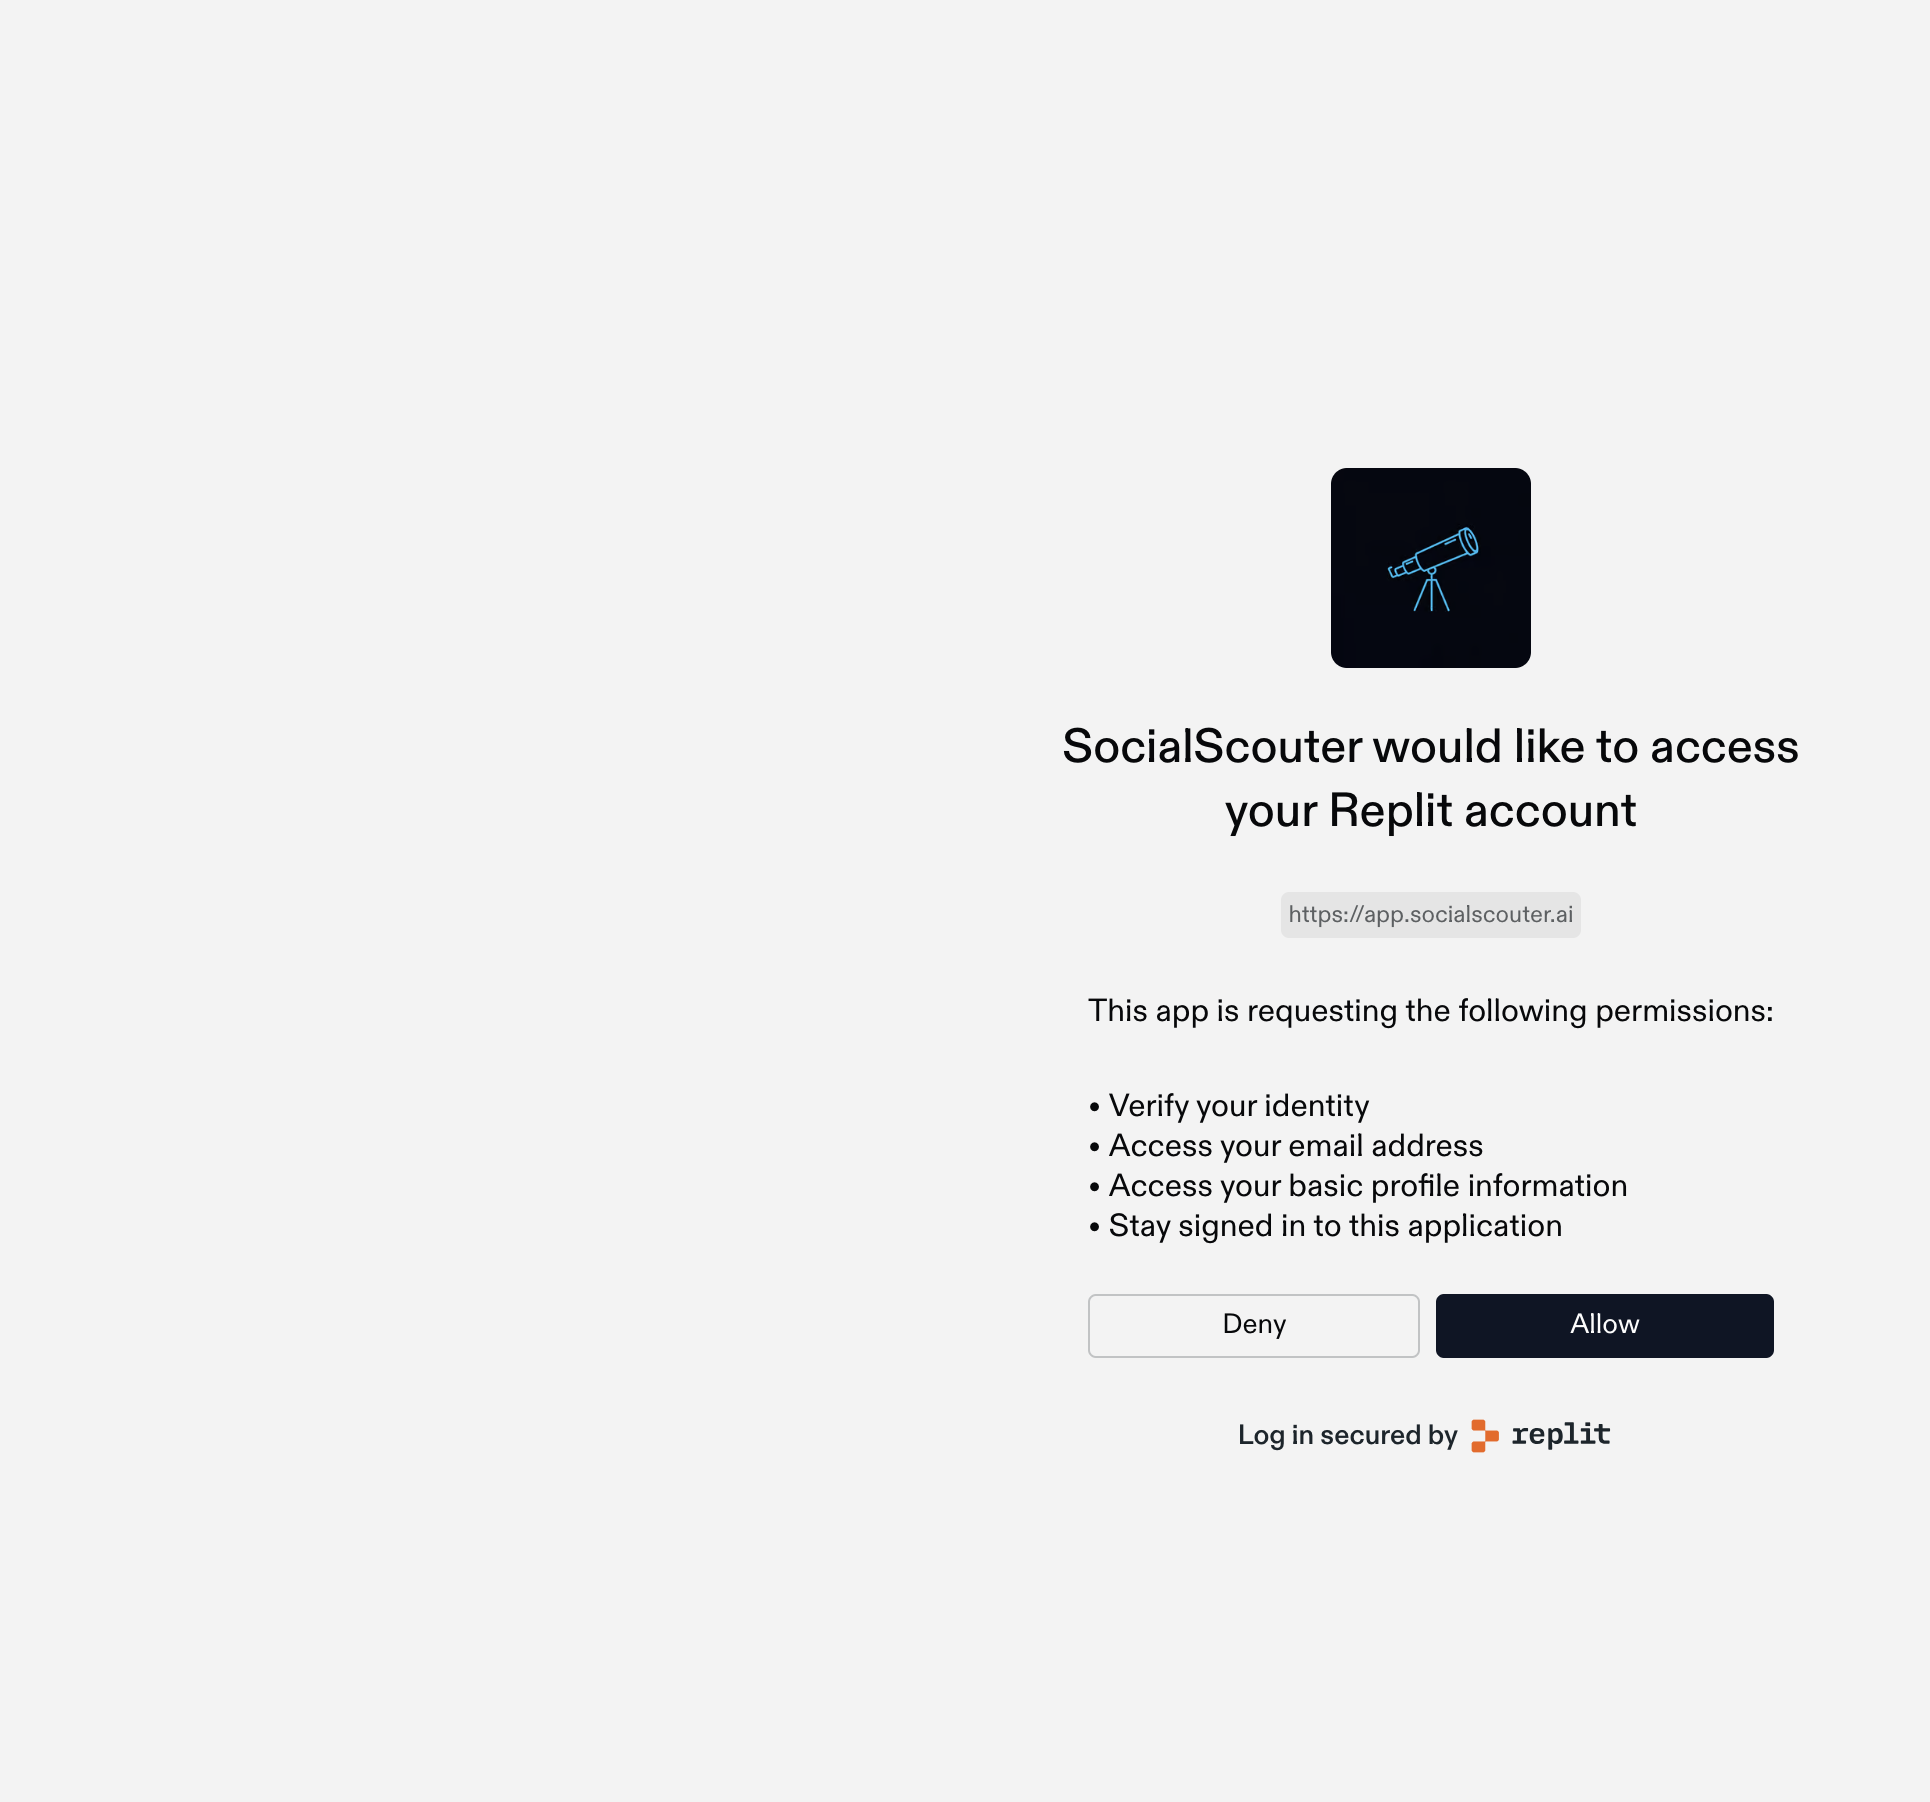 SocialScouter would like to access
your Replit account
https://app.socialscouter.ai
This app is requesting the following permissions:
• Verify your identity
• Access your email address
• Access your basic profile information
• Stay signed in to this application
Deny
Allow
Log in secured by replit